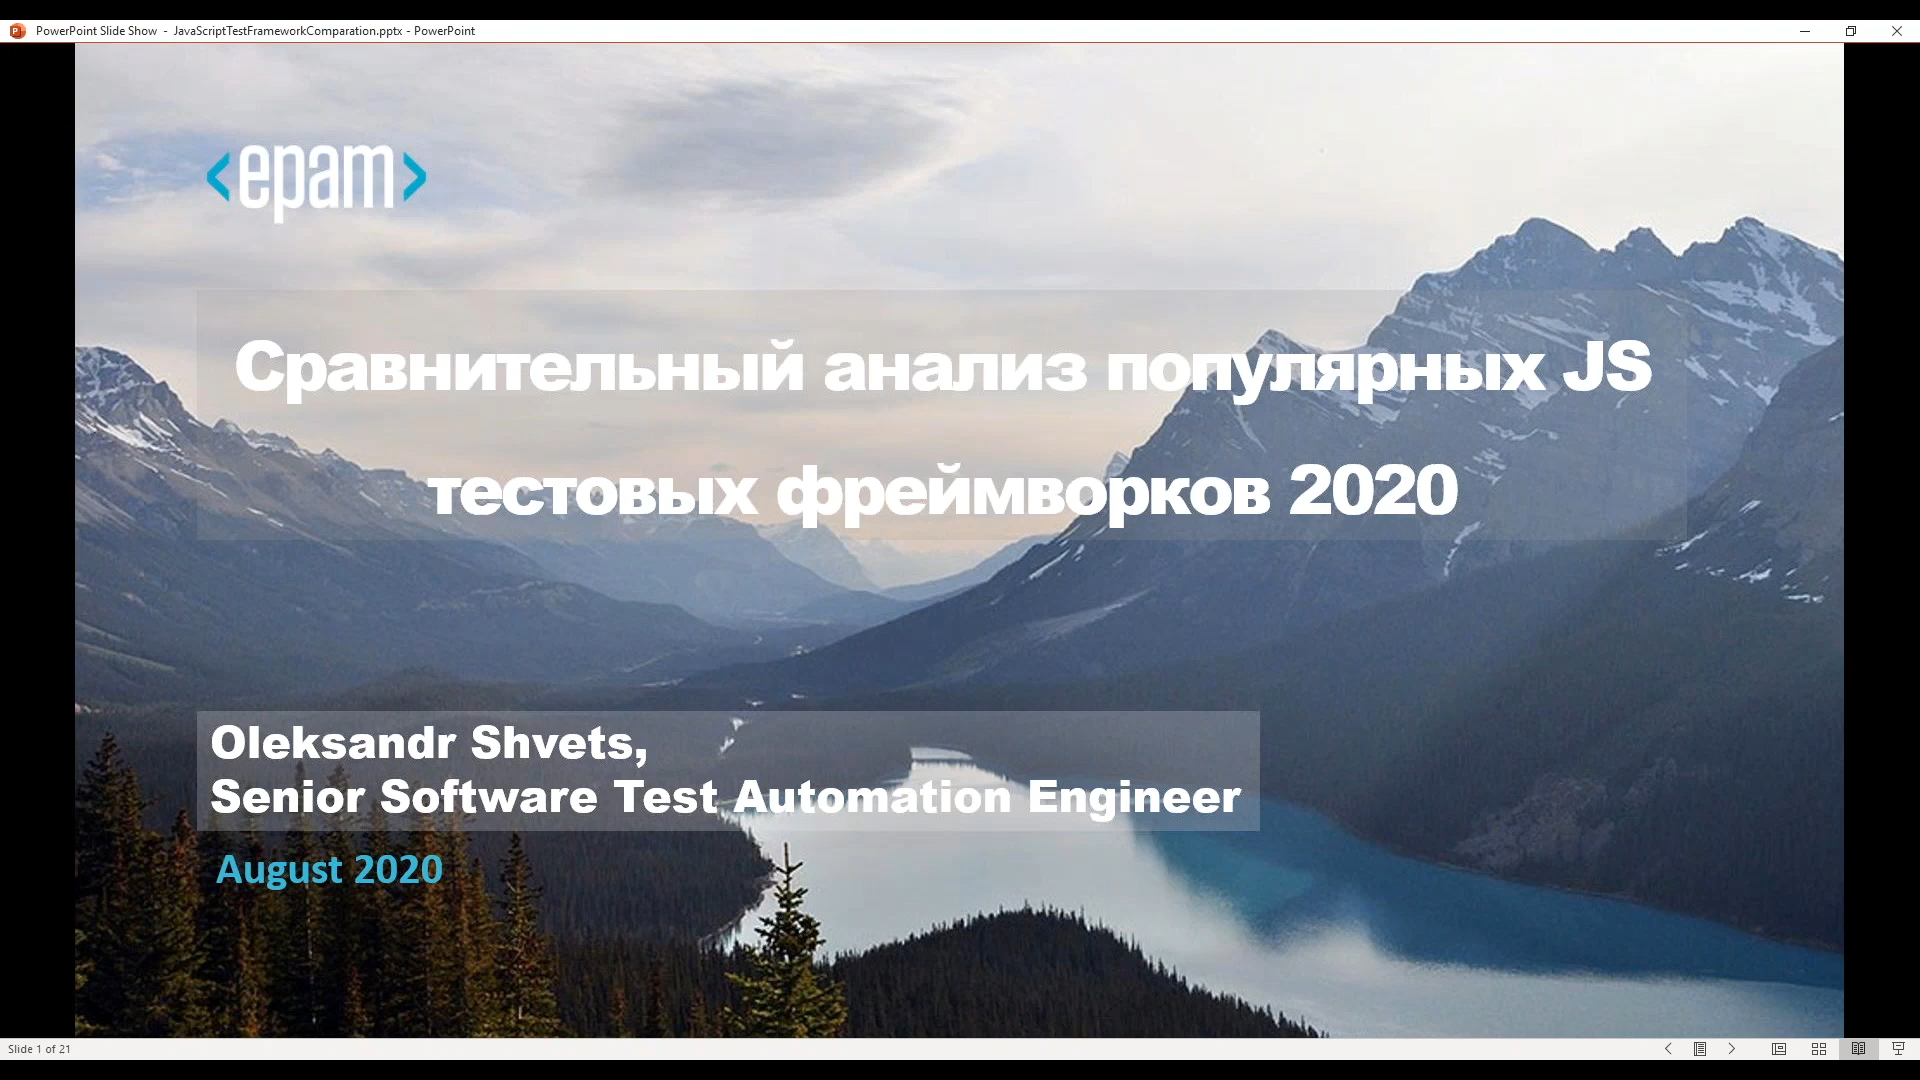 PowerPoint Slide Show - JavaScriptTestFrameworkComparation.pptx - PowerPoint
<epam>
Сравнительный анализ популярных JS
тестовых фреймворков 2020
Oleksandr Shvets,
Senior Software Test Automation Engineer
August 2020
Slide 1 of 21